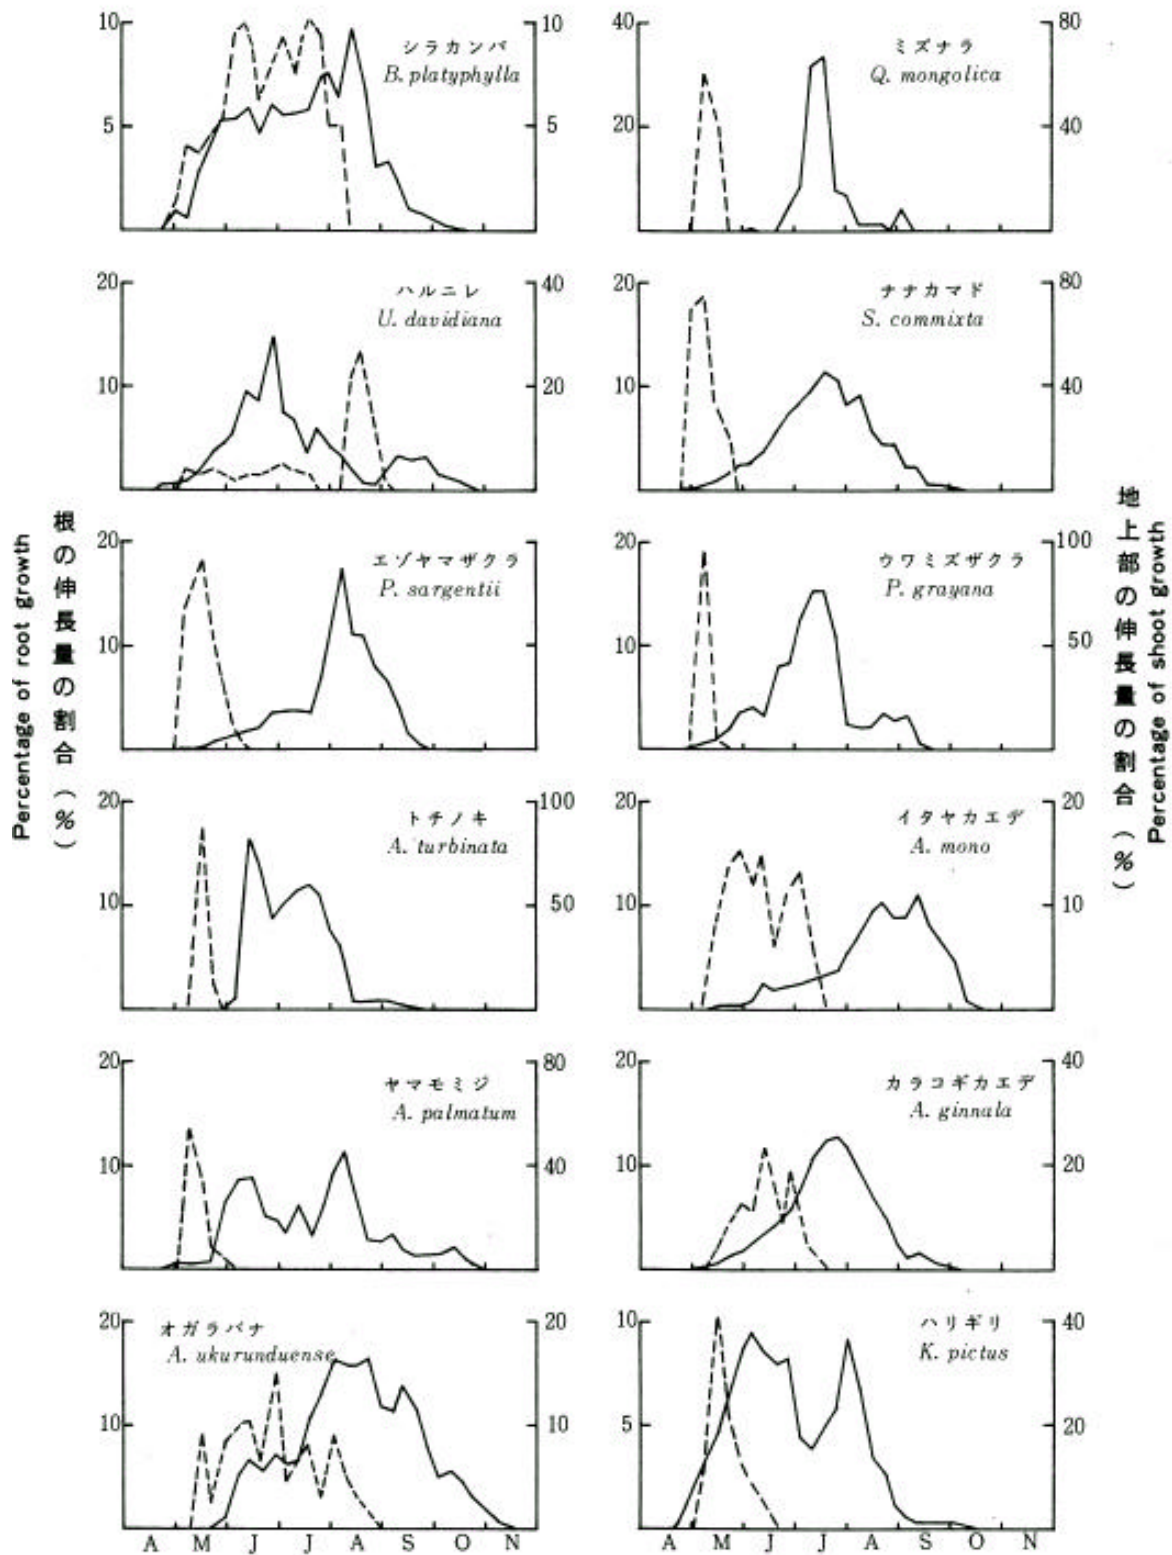 10
5
シラカンバ
B. platyphylla
10
5
40
20
ミズナラ
Q. mongolica
80
40
20
10
ハルニレ
U. davidiana
40
20
20
10
ナナカマド
S. commixta
80
40
20
10
エゾヤマザクラ
P. sargentii
20
10
ウワミズザクラ
P. grayana
100
50
20
10
トチノキ
A. turbinata
100
50
20
10
イタヤカエデ
A. mono
20
10
20
10
ヤマモミジ
A. palmatum
80
40
20
10
カラコギカエデ
A. ginnala
40
20
20
10
オガラバナ
A. ukurunduense
20
10
10
5
ハリギリ
K. pictus
40
20
A M J J A S O N
A M J J A S O N
根の伸長量の割合(%)
Percentage of root growth
地上部の伸長量の割合(%)
Percentage of shoot growth